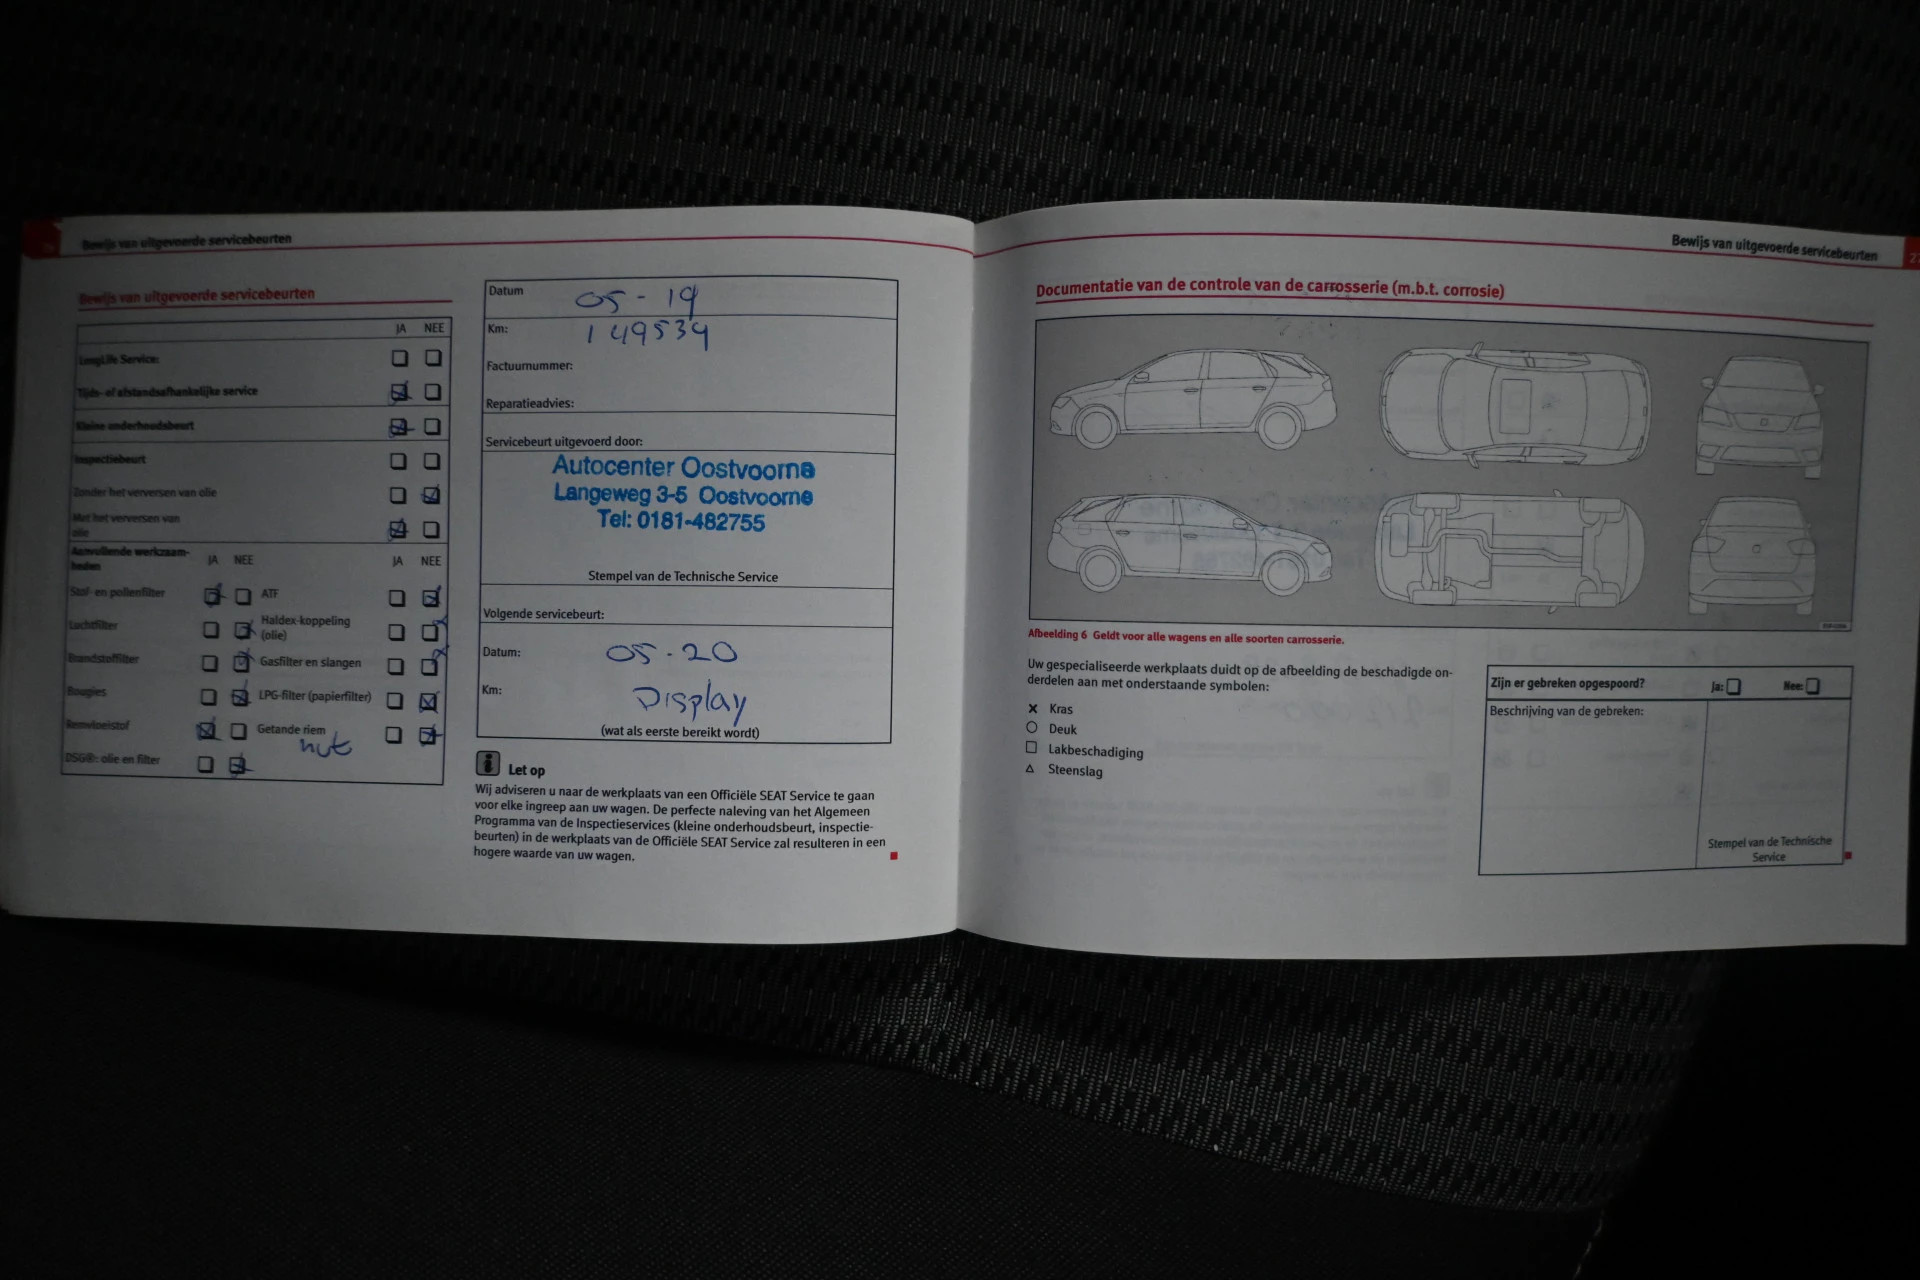 Bewijs van uitgevoerde servicebeurten
Bewijs van uitgevoerde servicebeurten
JA NEE
LongLife Service:
Tijds- of afstandsafhankelijke service
Kleine onderhoudsbeurt
Inspectiebeurt
Zonder het verversen van olie
Met het verversen van
olie
Aanvullende werkzaam-
heden
JA NEE
JA NEE
Stof- en pollenfilter
ATF
Luchtfilter
Haldex-koppeling
(olie)
Brandstoffilter
Gasfilter en slangen
Bougies
LPG-filter (papierfilter)
Remvloeistof
Getande riem
DSG®: olie en filter
Datum
05-19
Km:
149534
Factuurnummer:
Reparatieadvies:
Servicebeurt uitgevoerd door:
Autocenter Oostvoorne
Langeweg 3-5 Oostvoorne
Tel: 0181-482755
Stempel van de Technische Service
Volgende servicebeurt:
Datum:
05-20
Km:
Display
(wat als eerste bereikt wordt)
i Let op
Wij adviseren u naar de werkplaats van een Officiële SEAT Service te gaan
voor elke ingreep aan uw wagen. De perfecte naleving van het Algemeen
Programma van de Inspectieservices (kleine onderhoudsbeurt, inspectie-
beurten) in de werkplaats van de Officiële SEAT Service zal resulteren in een
hogere waarde van uw wagen.
Bewijs van uitgevoerde servicebeurten
Documentatie van de controle van de carrosserie (m.b.t. corrosie)
Afbeelding 6 Geldt voor alle wagens en alle soorten carrosserie.
Uw gespecialiseerde werkplaats duidt op de afbeelding de beschadigde on-
derdelen aan met onderstaande symbolen:
Kras
Deuk
Lakbeschadiging
Steenslag
Zijn er gebreken opgespoord?
Ja:
Nee:
Beschrijving van de gebreken:
Stempel van de Technische
Service